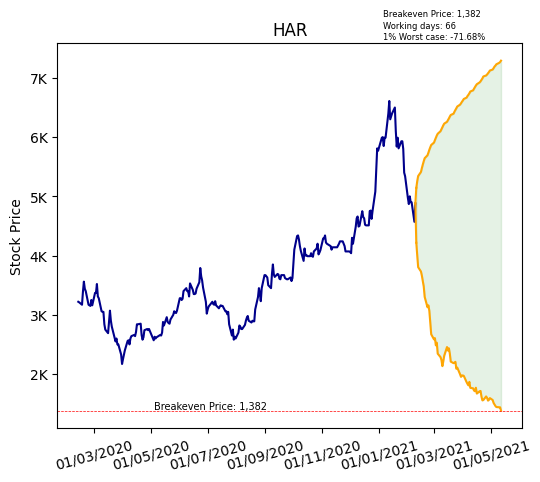 Breakeven Price: 1,382
Working days: 66
1% Worst case: -71.68%
HAR
7K
6K
5K
4K
3K
2K
Stock Price
Breakeven Price: 1,382
01/03/2020 01/05/2020 01/07/2020 01/09/2020 01/11/2020 01/01/2021 01/03/2021 01/05/2021